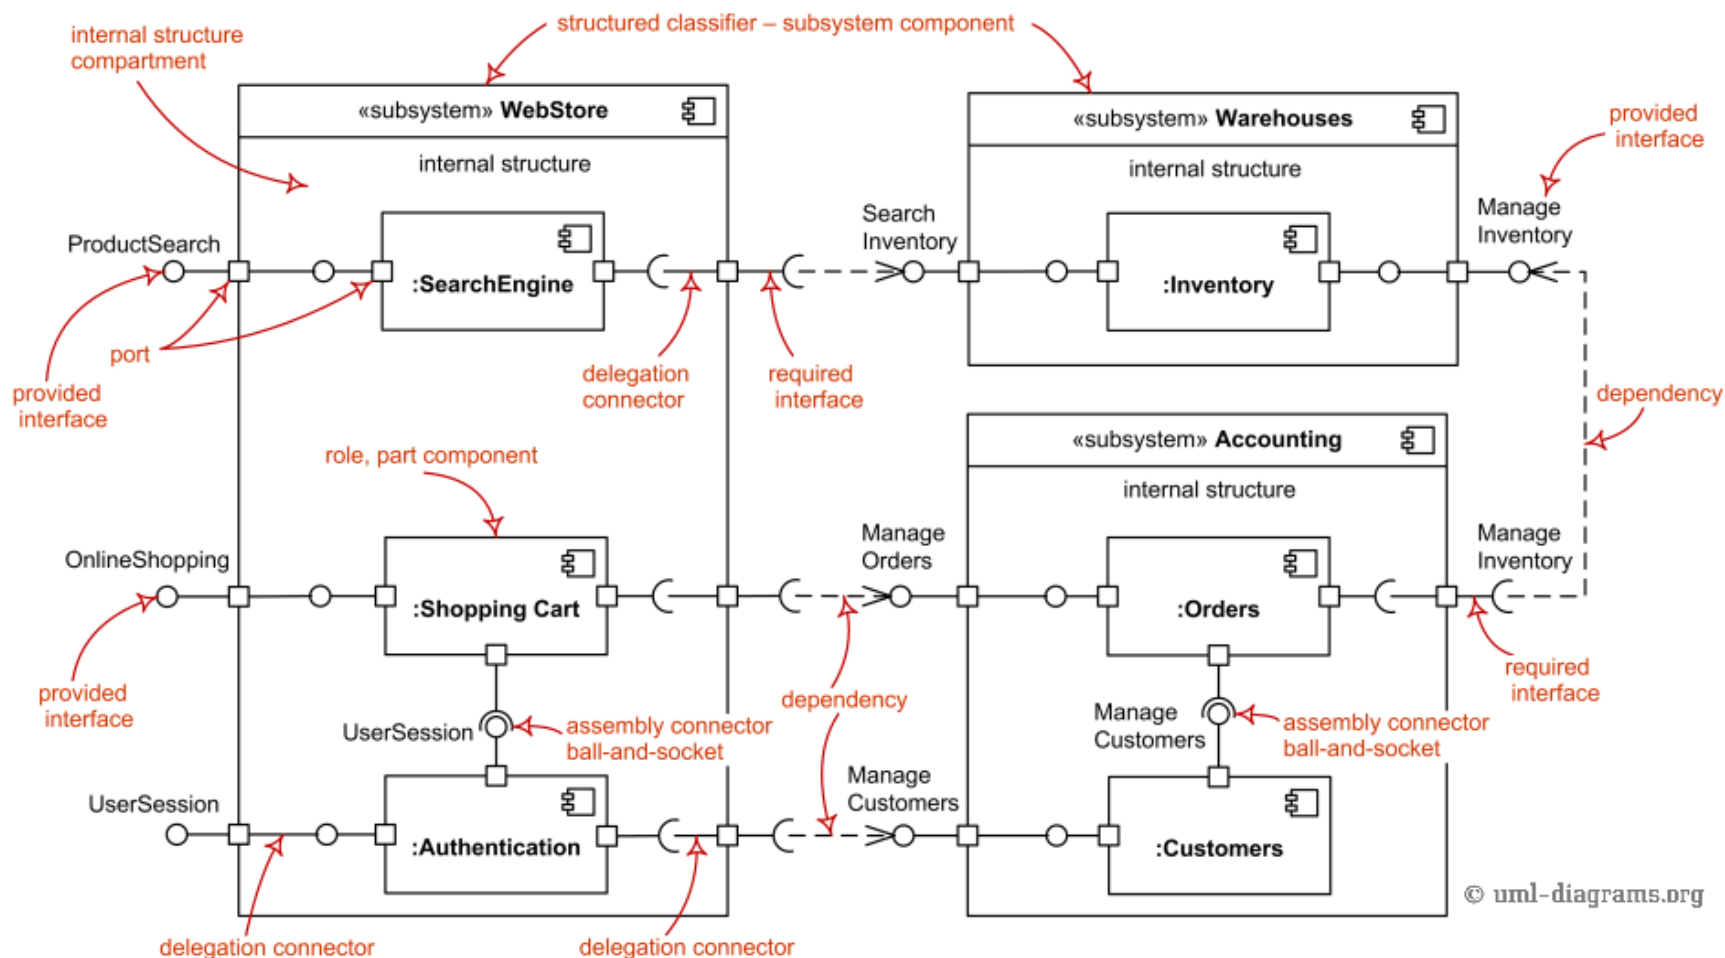 structured classifier – subsystem component
internal structure
compartment
«subsystem» WebStore
internal structure
«subsystem» Warehouses
internal structure
provided
interface
ProductSearch
:SearchEngine
Search
Inventory
:Inventory
Manage
Inventory
port
provided
interface
delegation
connector
required
interface
dependency
role, part component
«subsystem» Accounting
internal structure
OnlineShopping
:Shopping Cart
Manage
Orders
:Orders
Manage
Inventory
provided
interface
dependency
required
interface
UserSession
assembly connector
ball-and-socket
Manage
Customers
assembly connector
ball-and-socket
UserSession
:Authentication
Manage
Customers
:Customers
delegation connector
delegation connector
© uml-diagrams.org